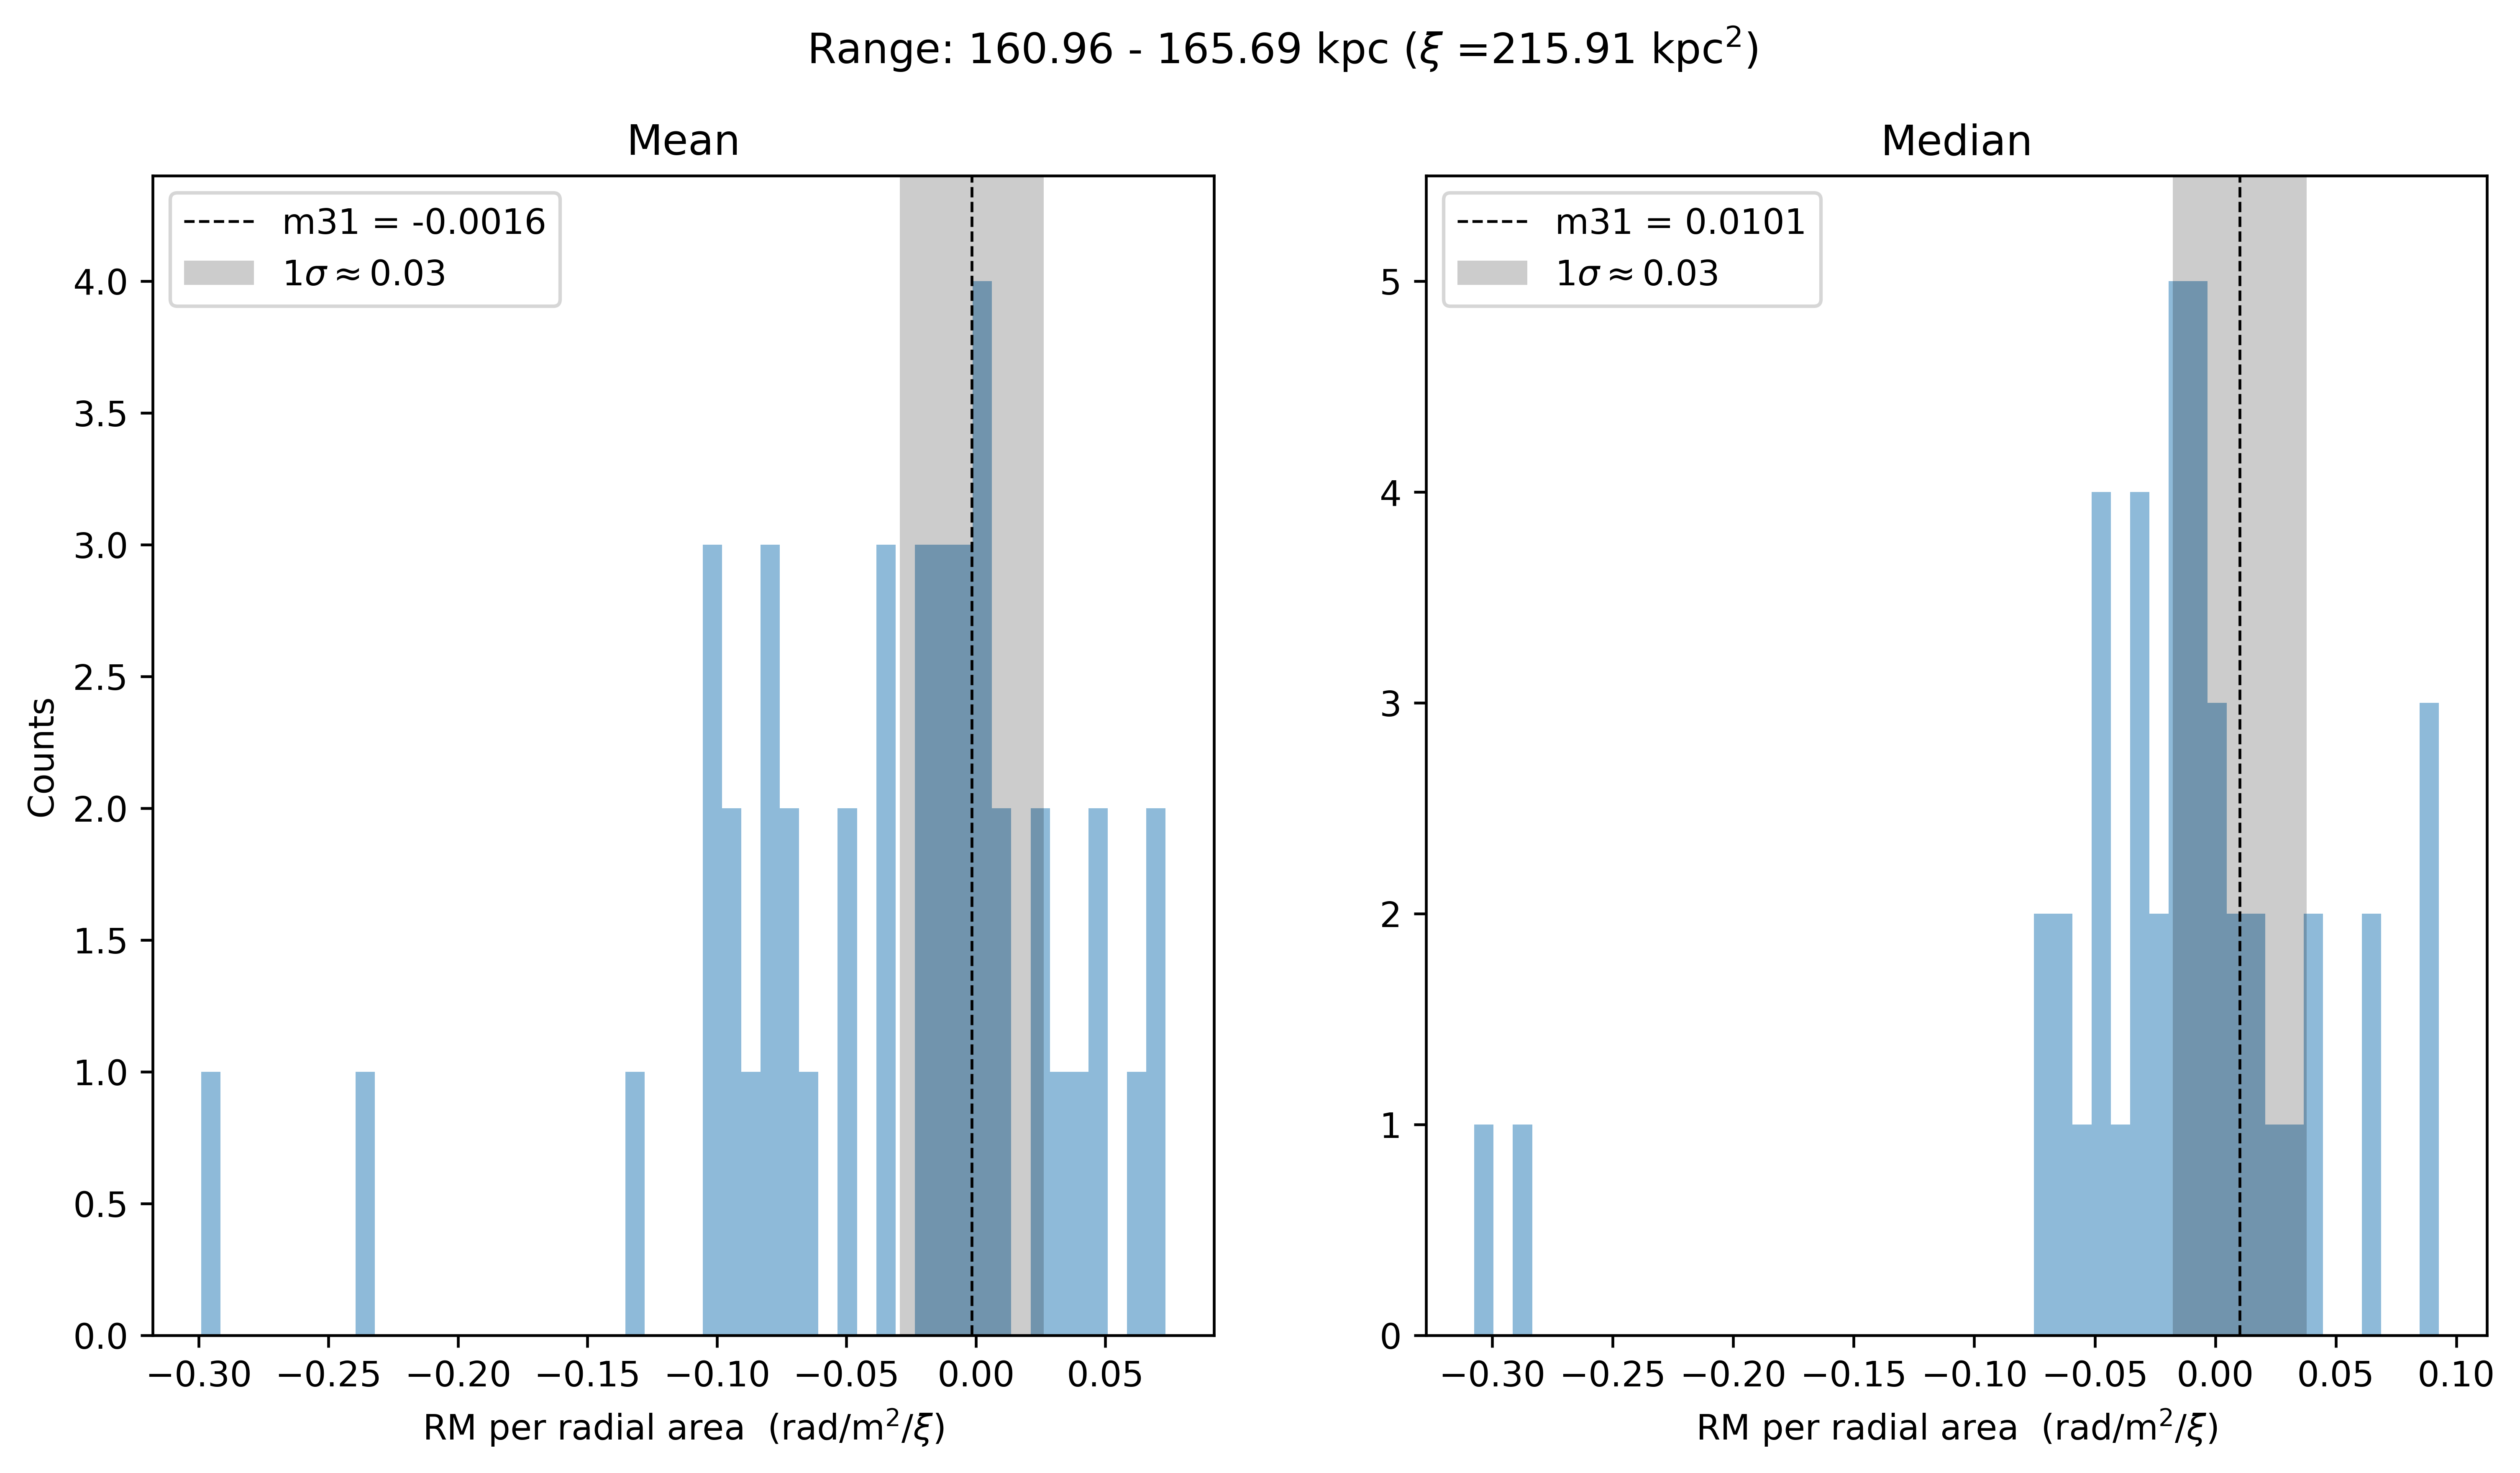 Range: 160.96 - 165.69 kpc (ξ =215.91 kpc²)
Mean
m31 = -0.0016
1σ ≈ 0.03
Counts
4.0
3.5
3.0
2.5
2.0
1.5
1.0
0.5
0.0
−0.30 −0.25 −0.20 −0.15 −0.10 −0.05 0.00 0.05
RM per radial area (rad/m²/ξ)
Median
m31 = 0.0101
1σ ≈ 0.03
5
4
3
2
1
0
−0.30 −0.25 −0.20 −0.15 −0.10 −0.05 0.00 0.05 0.10
RM per radial area (rad/m²/ξ)